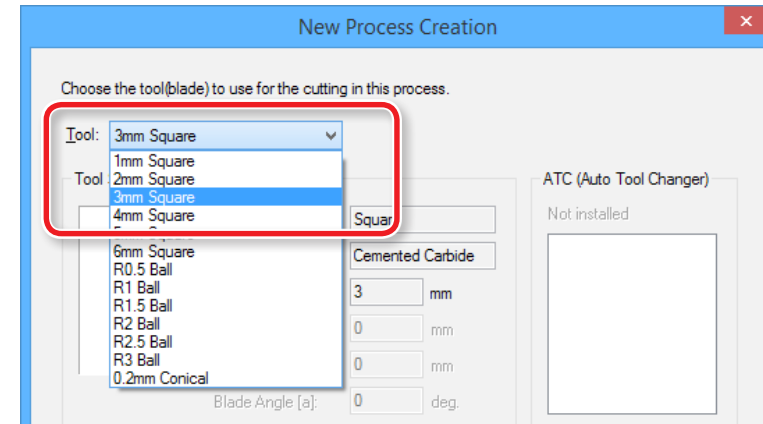 New Process Creation
Choose the tool(blade) to use for the cutting in this process.
Tool: 3mm Square
1mm Square
Tool 2mm Square
ATC (Auto Tool Changer)
3mm Square
4mm Square
Not installed
6mm Square
Cemented Carbide
R0.5 Ball
R1 Ball
3 mm
R1.5 Ball
R2 Ball
0 mm
R2.5 Ball
R3 Ball
0 mm
0.2mm Conical
Blade Angle [a]: 0 deg.